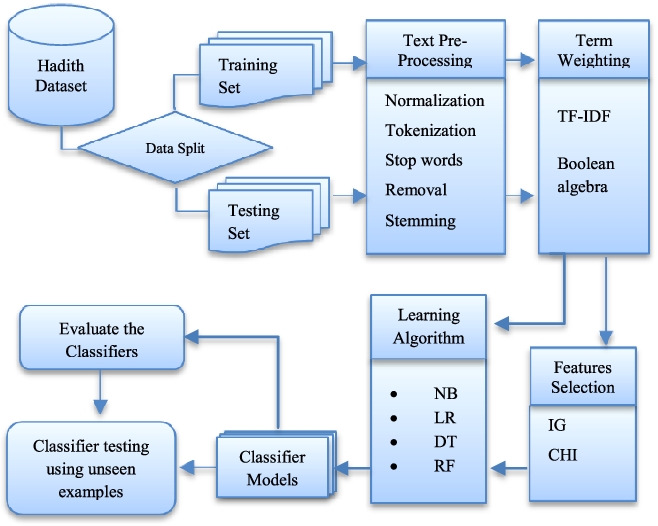 Hadith
Dataset
Data Split
Training
Set
Testing
Set
Text Pre-
Processing
Normalization
Tokenization
Stop words
Removal
Stemming
Term
Weighting
TF-IDF
Boolean
algebra
Features
Selection
IG
CHI
Learning
Algorithm
• NB
• LR
• DT
• RF
Classifier
Models
Evaluate the
Classifiers
Classifier testing
using unseen
examples